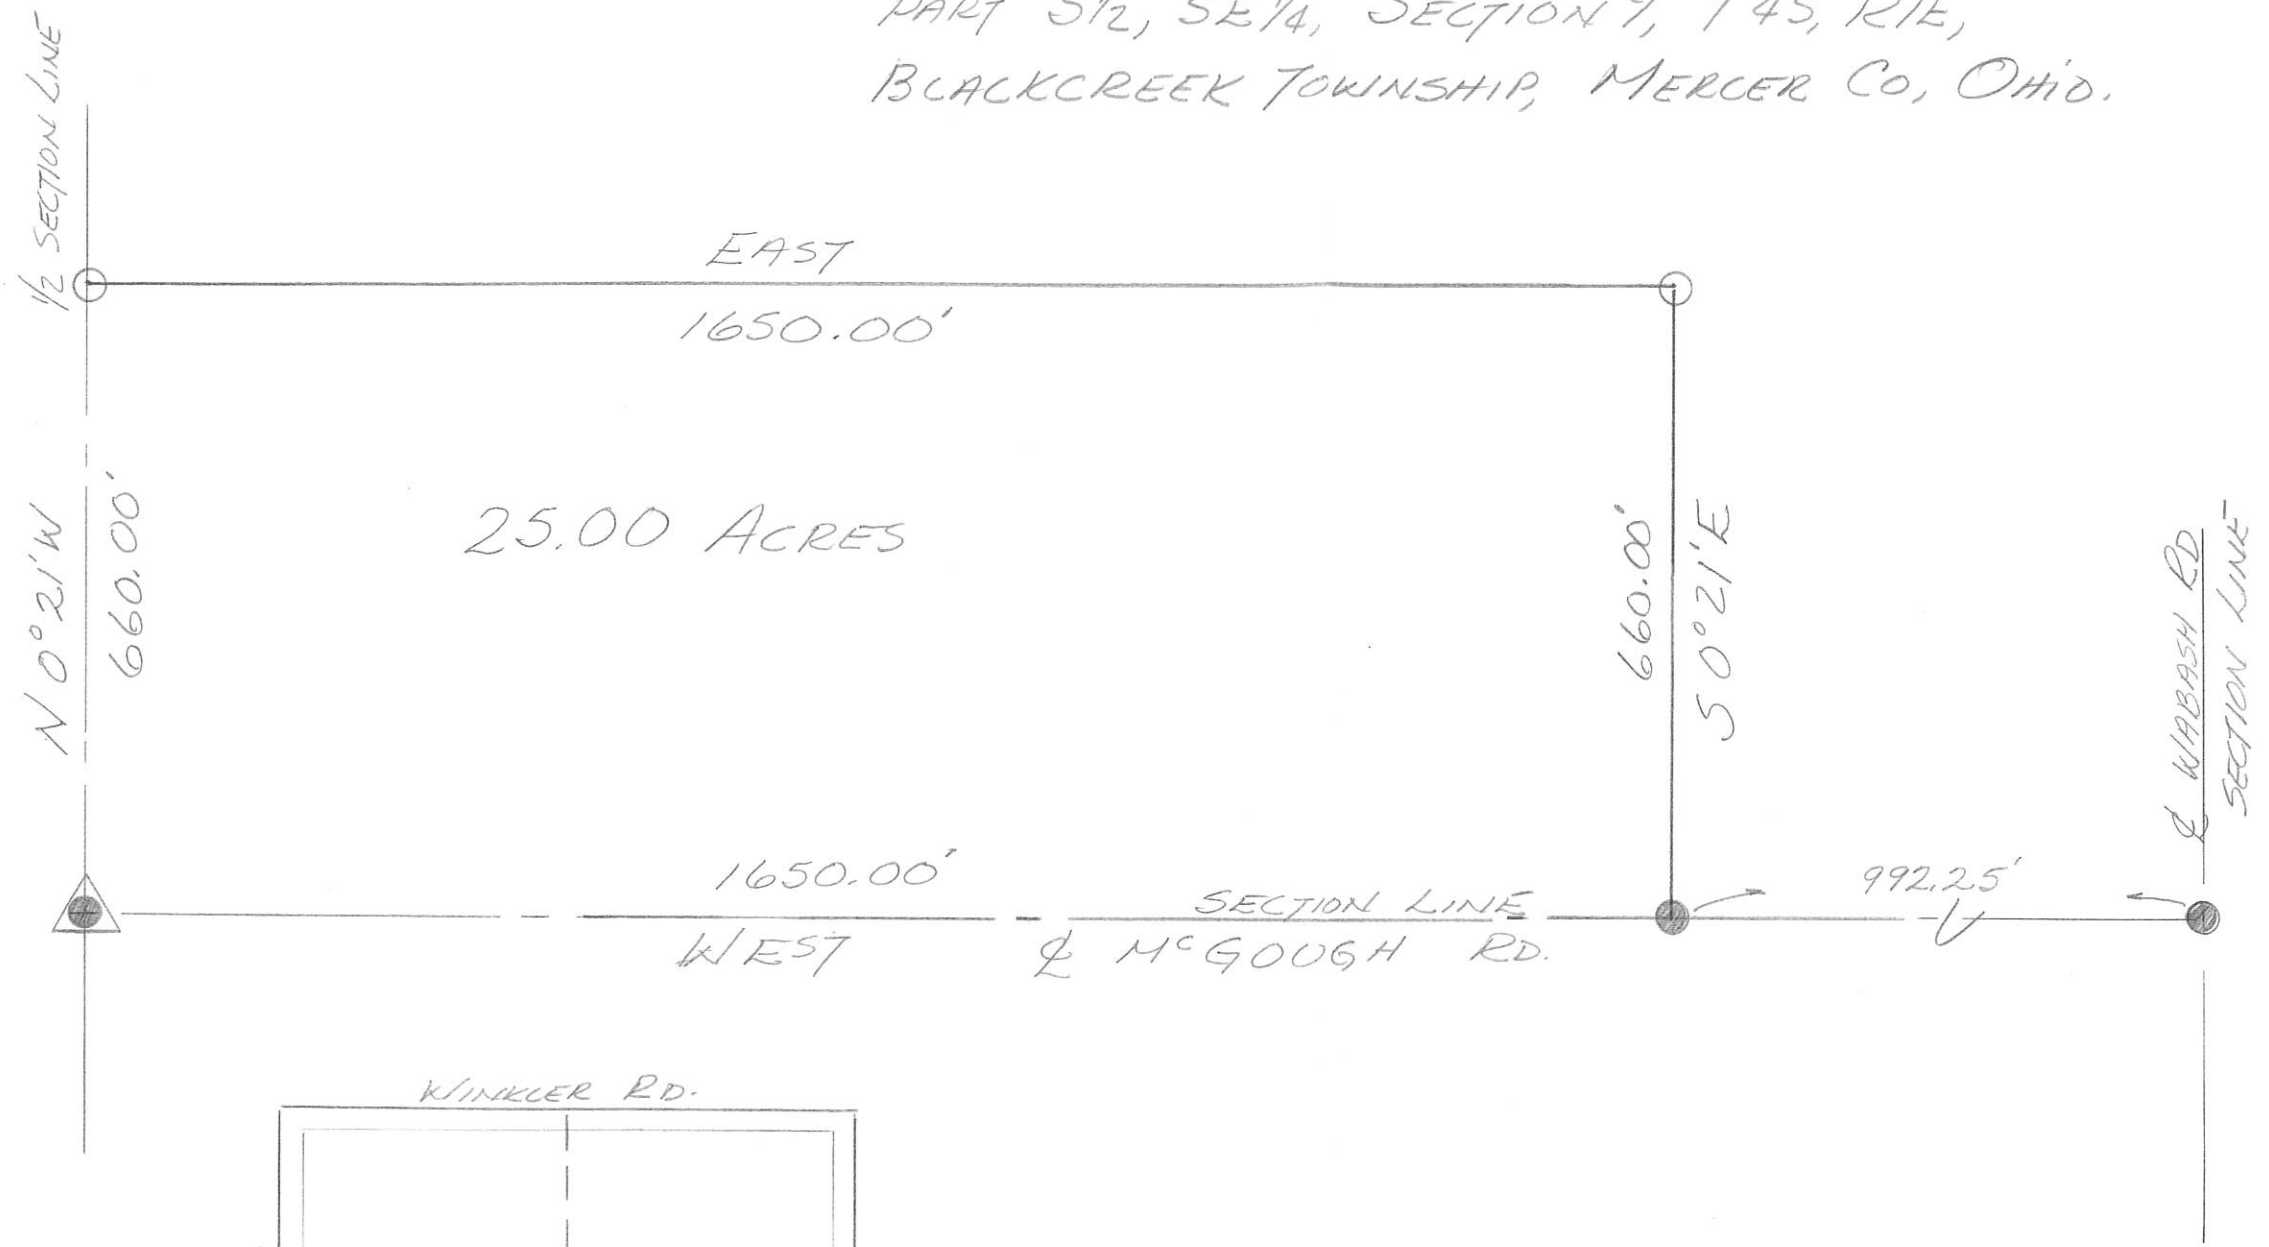 PART S½, SE¼, SECTION 9, T4S, R1E,
BLACKCREEK TOWNSHIP, MERCER CO, OHIO.
½ SECTION LINE
EAST
1650.00'
N 0° 21' W
660.00'
25.00 ACRES
660.00'
S 0° 21' E
℄ WABASH RD
SECTION LINE
1650.00'
WEST
SECTION LINE
℄ McGOUGH RD.
992.25'
WINKLER RD.